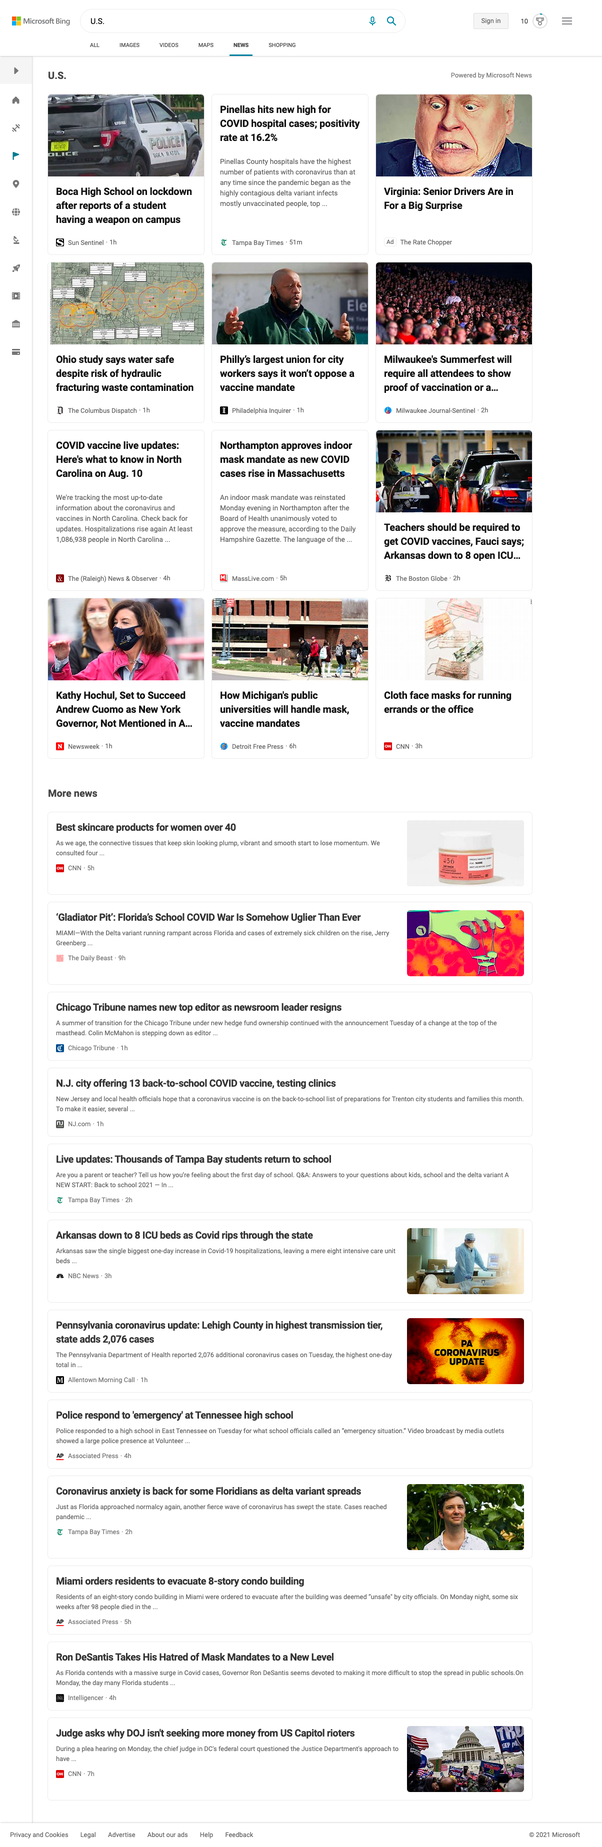 Microsoft Bing
U.S.
Sign in
10
ALL
IMAGES
VIDEOS
MAPS
NEWS
SHOPPING
U.S.
Powered by Microsoft News
Boca High School on lockdown
after reports of a student
having a weapon on campus
Sun Sentinel · 1h
Pinellas hits new high for
COVID hospital cases; positivity
rate at 16.2%
Pinellas County hospitals have the highest
number of patients with coronavirus than at
any time since the pandemic began as the
highly contagious delta variant infects
mostly unvaccinated people, top ...
Tampa Bay Times · 51m
Virginia: Senior Drivers Are in
For a Big Surprise
Ad The Rate Chopper
Ohio study says water safe
despite risk of hydraulic
fracturing waste contamination
The Columbus Dispatch · 1h
Philly's largest union for city
workers says it won't oppose a
vaccine mandate
Philadelphia Inquirer · 1h
Milwaukee's Summerfest will
require all attendees to show
proof of vaccination or a...
Milwaukee Journal-Sentinel · 2h
COVID vaccine live updates:
Here's what to know in North
Carolina on Aug. 10
We're tracking the most up-to-date
information about the coronavirus and
vaccines in North Carolina. Check back for
updates. Hospitalizations rise again At least
1,086,938 people in North Carolina ...
The (Raleigh) News & Observer · 4h
Northampton approves indoor
mask mandate as new COVID
cases rise in Massachusetts
An indoor mask mandate was reinstated
Monday evening in Northampton after the
Board of Health unanimously voted to
approve the measure, according to the Daily
Hampshire Gazette. The language of the ...
MassLive.com · 5h
Teachers should be required to
get COVID vaccines, Fauci says;
Arkansas down to 8 open ICU...
The Boston Globe · 2h
Kathy Hochul, Set to Succeed
Andrew Cuomo as New York
Governor, Not Mentioned in A...
Newsweek · 1h
How Michigan's public
universities will handle mask,
vaccine mandates
Detroit Free Press · 6h
Cloth face masks for running
errands or the office
CNN · 3h
More news
Best skincare products for women over 40
As we age, the connective tissues that keep skin looking plump, vibrant and smooth start to lose momentum. We
consulted four ...
CNN · 5h
'Gladiator Pit': Florida's School COVID War Is Somehow Uglier Than Ever
MIAMI—With the Delta variant running rampant across Florida and cases of extremely sick children on the rise, Jerry
Greenberg ...
The Daily Beast · 9h
Chicago Tribune names new top editor as newsroom leader resigns
A summer of transition for the Chicago Tribune under new hedge fund ownership continued with the announcement Tuesday of a change at the top of the
masthead. Colin McMahon is stepping down as editor ...
Chicago Tribune · 1h
N.J. city offering 13 back-to-school COVID vaccine, testing clinics
New Jersey and local health officials hope that a coronavirus vaccine is on the back-to-school list of preparations for Trenton city students and families this month.
To make it easier, several ...
NJ.com · 1h
Live updates: Thousands of Tampa Bay students return to school
Are you a parent or teacher? Tell us how you're feeling about the first day of school. Q&A: Answers to your questions about kids, school and the delta variant A
NEW START: Back to school 2021 — In ...
Tampa Bay Times · 2h
Arkansas down to 8 ICU beds as Covid rips through the state
Arkansas saw the single biggest one-day increase in Covid-19 hospitalizations, leaving a mere eight intensive care unit
beds ...
NBC News · 3h
Pennsylvania coronavirus update: Lehigh County in highest transmission tier,
state adds 2,076 cases
The Pennsylvania Department of Health reported 2,076 additional coronavirus cases on Tuesday, the highest one-day
total in ...
Allentown Morning Call · 1h
PA
CORONAVIRUS
UPDATE
Police respond to 'emergency' at Tennessee high school
Police responded to a high school in East Tennessee on Tuesday for what school officials called an "emergency situation." Video broadcast by media outlets
showed a large police presence at Volunteer ...
Associated Press · 4h
Coronavirus anxiety is back for some Floridians as delta variant spreads
Just as Florida approached normalcy again, another fierce wave of coronavirus has swept the state. Cases reached
pandemic ...
Tampa Bay Times · 2h
Miami orders residents to evacuate 8-story condo building
Residents of an eight-story condo building in Miami were ordered to evacuate after the building was deemed "unsafe" by city officials. On Monday night, some six
weeks after 98 people died in the ...
Associated Press · 5h
Ron DeSantis Takes His Hatred of Mask Mandates to a New Level
As Florida contends with a massive surge in Covid cases, Governor Ron DeSantis seems devoted to making it more difficult to stop the spread in public schools.On
Monday, the day many Florida students ...
Intelligencer · 4h
Judge asks why DOJ isn't seeking more money from US Capitol rioters
During a plea hearing on Monday, the chief judge in DC's federal court questioned the Justice Department's approach to
have ...
CNN · 7h
Privacy and Cookies
Legal
Advertise
About our ads
Help
Feedback
© 2021 Microsoft